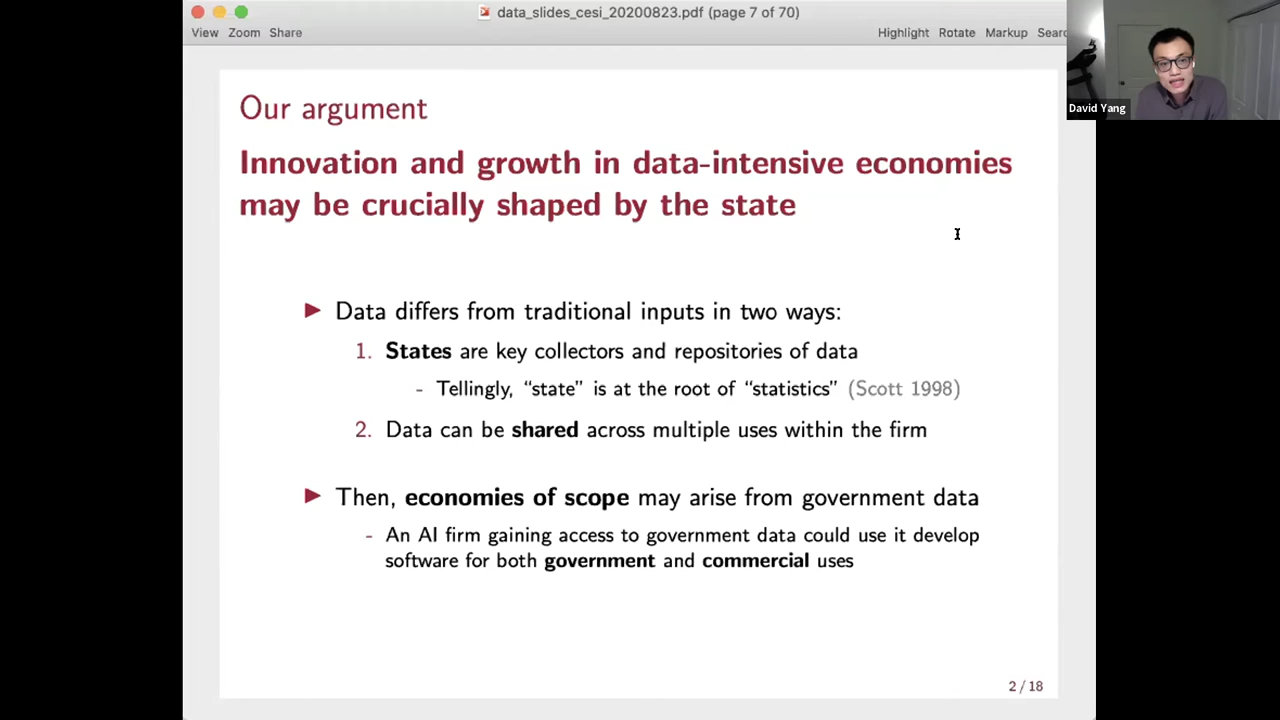 data_slides_cesi_20200823.pdf (page 7 of 70)
View Zoom Share
Highlight Rotate Markup
David Yang
Our argument
Innovation and growth in data-intensive economies
may be crucially shaped by the state
Data differs from traditional inputs in two ways:
1. States are key collectors and repositories of data
- Tellingly, “state” is at the root of “statistics” (Scott 1998)
2. Data can be shared across multiple uses within the firm
Then, economies of scope may arise from government data
- An AI firm gaining access to government data could use it develop
software for both government and commercial uses
2 / 18